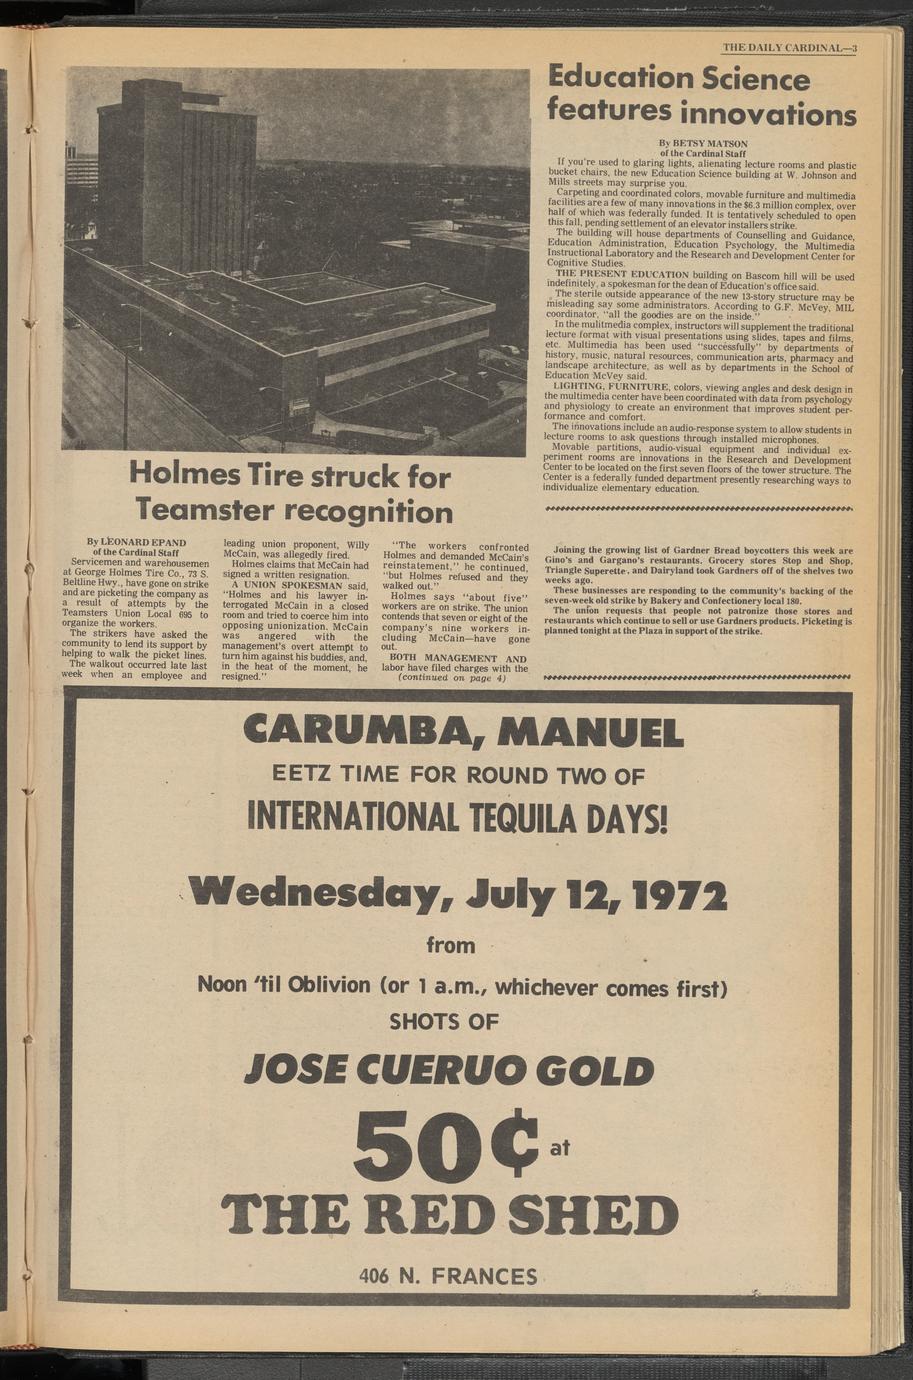 THE DAILY CARDINAL—3
Education Science
features innovations
By BETSY MATSON
of the Cardinal Staff
If you're used to glaring lights, alienating lecture rooms and plastic
bucket chairs, the new Education Science building at W. Johnson and
Mills streets may surprise you.
Carpeting and coordinated colors, movable furniture and multimedia
facilities are a few of many innovations in the $6.3 million complex, over
half of which was federally funded. It is tentatively scheduled to open
this fall, pending settlement of an elevator installers strike.
The building will house departments of Counselling and Guidance,
Education Administration, Education Psychology, the Multimedia
Instructional Laboratory and the Research and Development Center for
Cognitive Studies.
THE PRESENT EDUCATION building on Bascom hill will be used
indefinitely, a spokesman for the dean of Education's office said.
The sterile outside appearance of the new 13-story structure may be
misleading say some administrators. According to G.F. McVey, MIL
coordinator, "all the goodies are on the inside."
In the mulitmedia complex, instructors will supplement the traditional
lecture format with visual presentations using slides, tapes and films,
etc. Multimedia has been used "successfully" by departments of
history, music, natural resources, communication arts, pharmacy and
landscape architecture, as well as by departments in the School of
Education McVey said.
LIGHTING, FURNITURE, colors, viewing angles and desk design in
the multimedia center have been coordinated with data from psychology
and physiology to create an environment that improves student per-
formance and comfort.
The innovations include an audio-response system to allow students in
lecture rooms to ask questions through installed microphones.
Movable partitions, audio-visual equipment and individual ex-
periment rooms are innovations in the Research and Development
Center to be located on the first seven floors of the tower structure. The
Center is a federally funded department presently researching ways to
individualize elementary education.
Holmes Tire struck for
Teamster recognition
By LEONARD EPAND
of the Cardinal Staff
Servicemen and warehousemen
at George Holmes Tire Co., 73 S.
Beltline Hwy., have gone on strike
and are picketing the company as
a result of attempts by the
Teamsters Union Local 695 to
organize the workers.
The strikers have asked the
community to lend its support by
helping to walk the picket lines.
The walkout occurred late last
week when an employee and
leading union proponent, Willy
McCain, was allegedly fired.
Holmes claims that McCain had
signed a written resignation.
A UNION SPOKESMAN said,
"Holmes and his lawyer in-
terrogated McCain in a closed
room and tried to coerce him into
opposing unionization. McCain
was angered with the
management's overt attempt to
turn him against his buddies, and,
in the heat of the moment, he
resigned."
"The workers confronted
Holmes and demanded McCain's
reinstatement," he continued,
"but Holmes refused and they
walked out."
Holmes says "about five"
workers are on strike. The union
contends that seven or eight of the
company's nine workers in-
cluding McCain—have gone
out.
BOTH MANAGEMENT AND
labor have filed charges with the
(continued on page 4)
Joining the growing list of Gardner Bread boycotters this week are
Gino's and Gargano's restaurants. Grocery stores Stop and Shop,
Triangle Superette, and Dairyland took Gardners off of the shelves two
weeks ago.
These businesses are responding to the community's backing of the
seven-week old strike by Bakery and Confectionery local 180.
The union requests that people not patronize those stores and
restaurants which continue to sell or use Gardners products. Picketing is
planned tonight at the Plaza in support of the strike.
CARUMBA, MANUEL
EETZ TIME FOR ROUND TWO OF
INTERNATIONAL TEQUILA DAYS!
Wednesday, July 12, 1972
from
Noon 'til Oblivion (or 1 a.m., whichever comes first)
SHOTS OF
JOSE CUERUO GOLD
50¢ at
THE RED SHED
406 N. FRANCES